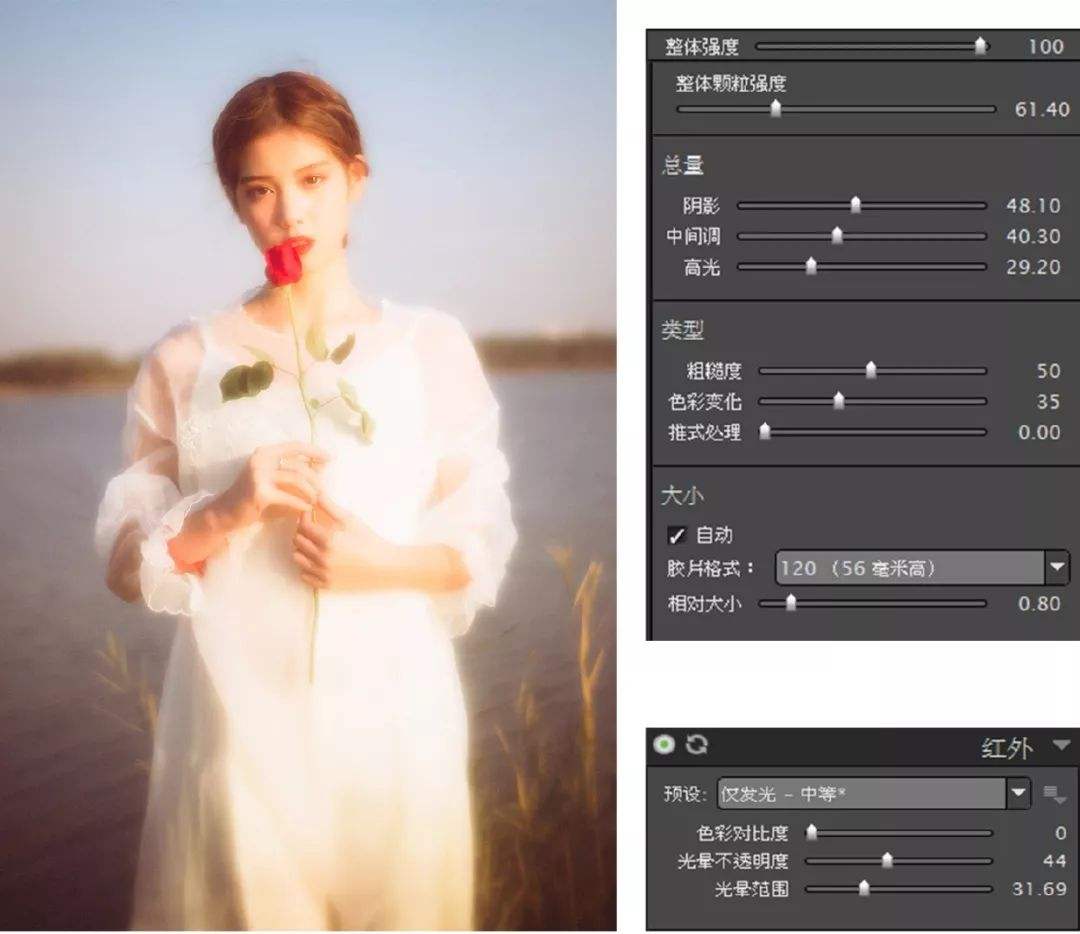 整体强度 100
整体颗粒强度
61.40
总量
阴影 48.10
中间调 40.30
高光 29.20
类型
粗糙度 50
色彩变化 35
推式处理 0.00
大小
自动
胶片格式： 120 （56 毫米高）
相对大小 0.80
红外
预设: 仅发光 - 中等*
色彩对比度 0
光晕不透明度 44
光晕范围 31.69